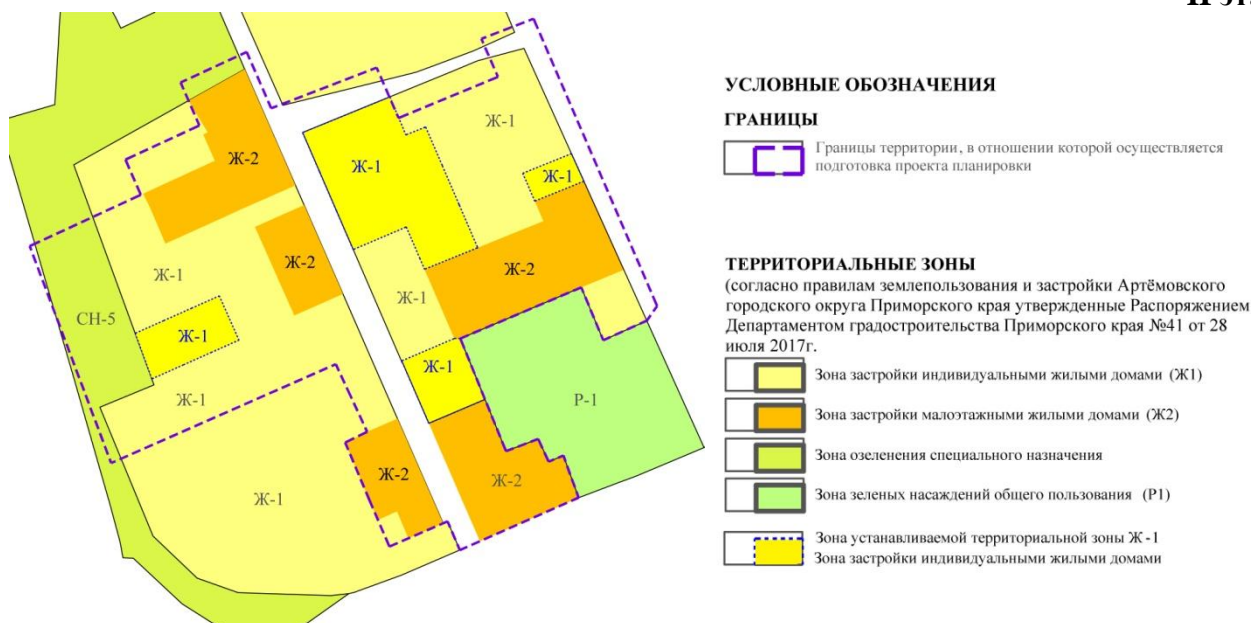 Ж-1
Ж-1
Ж-2
Ж-1
Ж-1
Ж-2
Ж-2
Ж-1
СН-5
Ж-1
Ж-1
Ж-1
Ж-1
Р-1
Ж-2
Ж-2
Ж-1
УСЛОВНЫЕ ОБОЗНАЧЕНИЯ
ГРАНИЦЫ
Границы территории, в отношении которой осуществляется
подготовка проекта планировки
ТЕРРИТОРИАЛЬНЫЕ ЗОНЫ
(согласно правилам землепользования и застройки Артёмовского
городского округа Приморского края утвержденные Распоряжением
Департаментом градостроительства Приморского края №41 от 28
июля 2017г.
Зона застройки индивидуальными жилыми домами (Ж1)
Зона застройки малоэтажными жилыми домами (Ж2)
Зона озеленения специального назначения
Зона зеленых насаждений общего пользования (Р1)
Зона устанавливаемой территориальной зоны Ж-1
Зона застройки индивидуальными жилыми домами